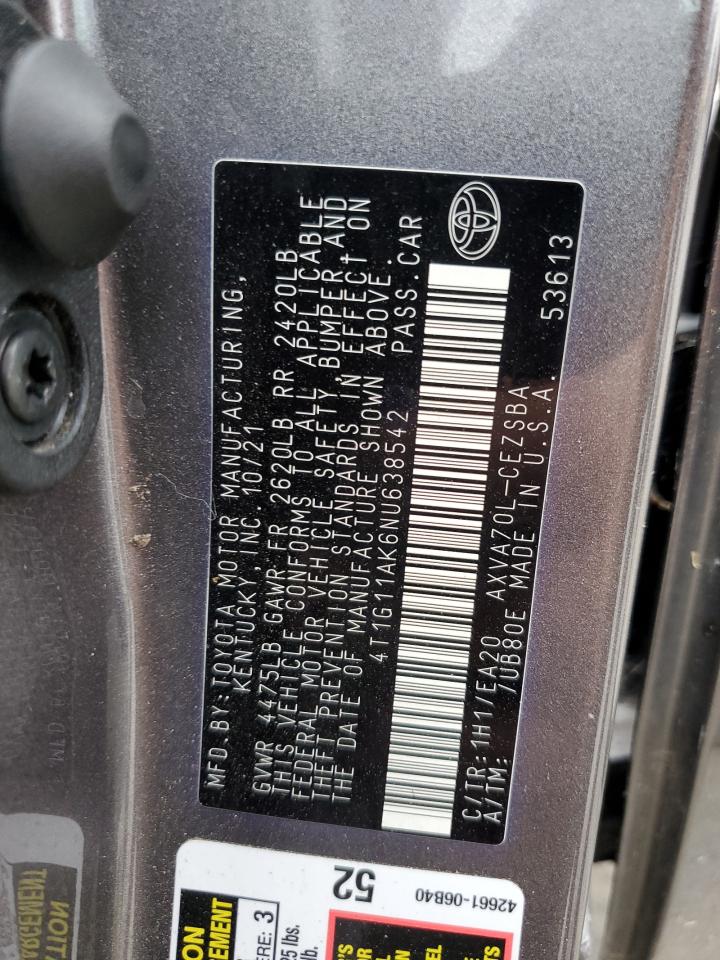 MFD. BY: TOYOTA MOTOR MANUFACTURING,
KENTUCKY, INC. 10/21
GVWR 4475LB GAWR FR 2620LB RR 2420LB
THIS VEHICLE CONFORMS TO ALL APPLICABLE
FEDERAL MOTOR VEHICLE SAFETY BUMPER, AND
THEFT PREVENTION STANDARDS IN EFFECT ON
THE DATE OF MANUFACTURE SHOWN ABOVE.
4T1G11AK6NU638542 PASS.CAR
C/TR: 1H1/EA20 AXVA70L-CEZSBA
A/TM: /UB80E MADE IN U.S.A. 53613
52
42661-06B40
3